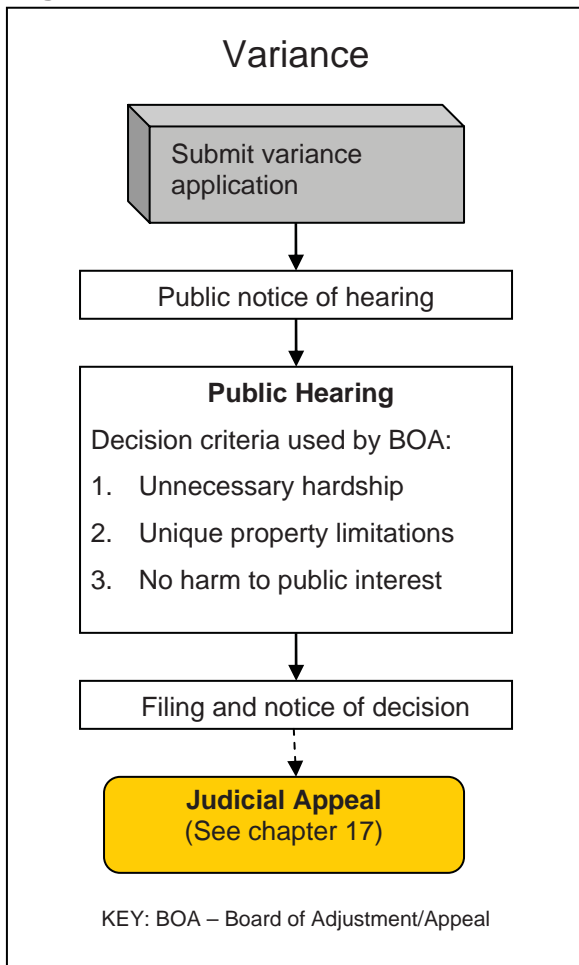 Variance
Submit variance
application
Public notice of hearing
Public Hearing
Decision criteria used by BOA:
1. Unnecessary hardship
2. Unique property limitations
3. No harm to public interest
Filing and notice of decision
Judicial Appeal
(See chapter 17)
KEY: BOA – Board of Adjustment/Appeal